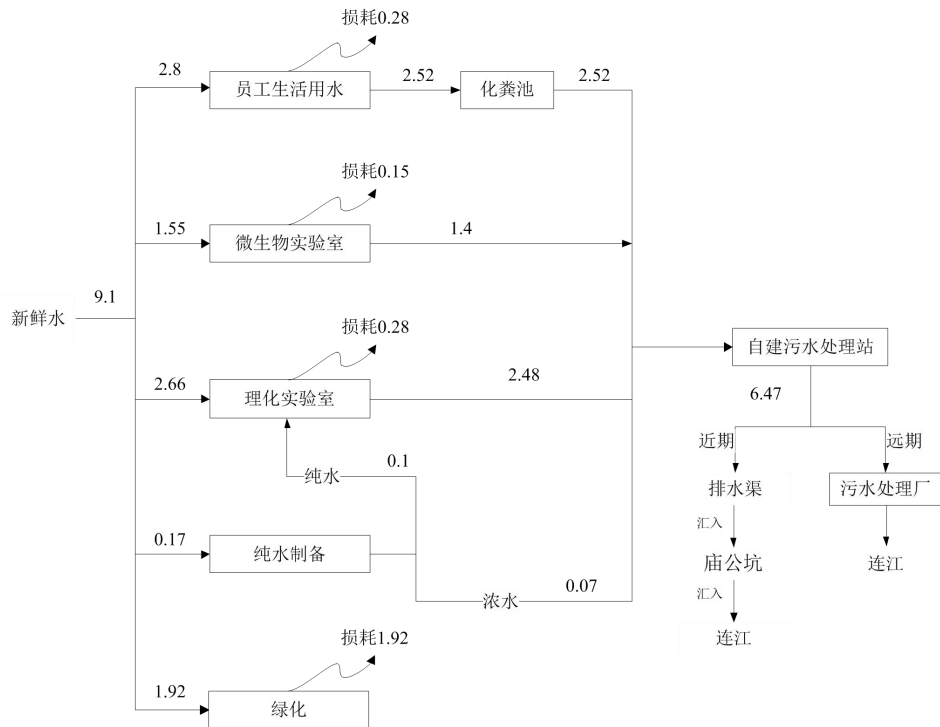 损耗0.28
2.8
员工生活用水
2.52
化粪池
2.52
损耗0.15
1.55
微生物实验室
1.4
新鲜水
9.1
损耗0.28
2.66
理化实验室
2.48
自建污水处理站
6.47
近期
远期
纯水
0.1
排水渠
污水处理厂
汇入
0.17
纯水制备
庙公坑
连江
浓水
0.07
汇入
连江
损耗1.92
1.92
绿化